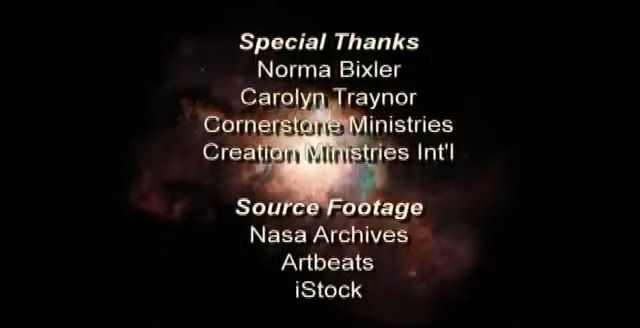 Special Thanks
Norma Bixler
Carolyn Traynor
Cornerstone Ministries
Creation Ministries Int'l
Source Footage
Nasa Archives
Artbeats
iStock